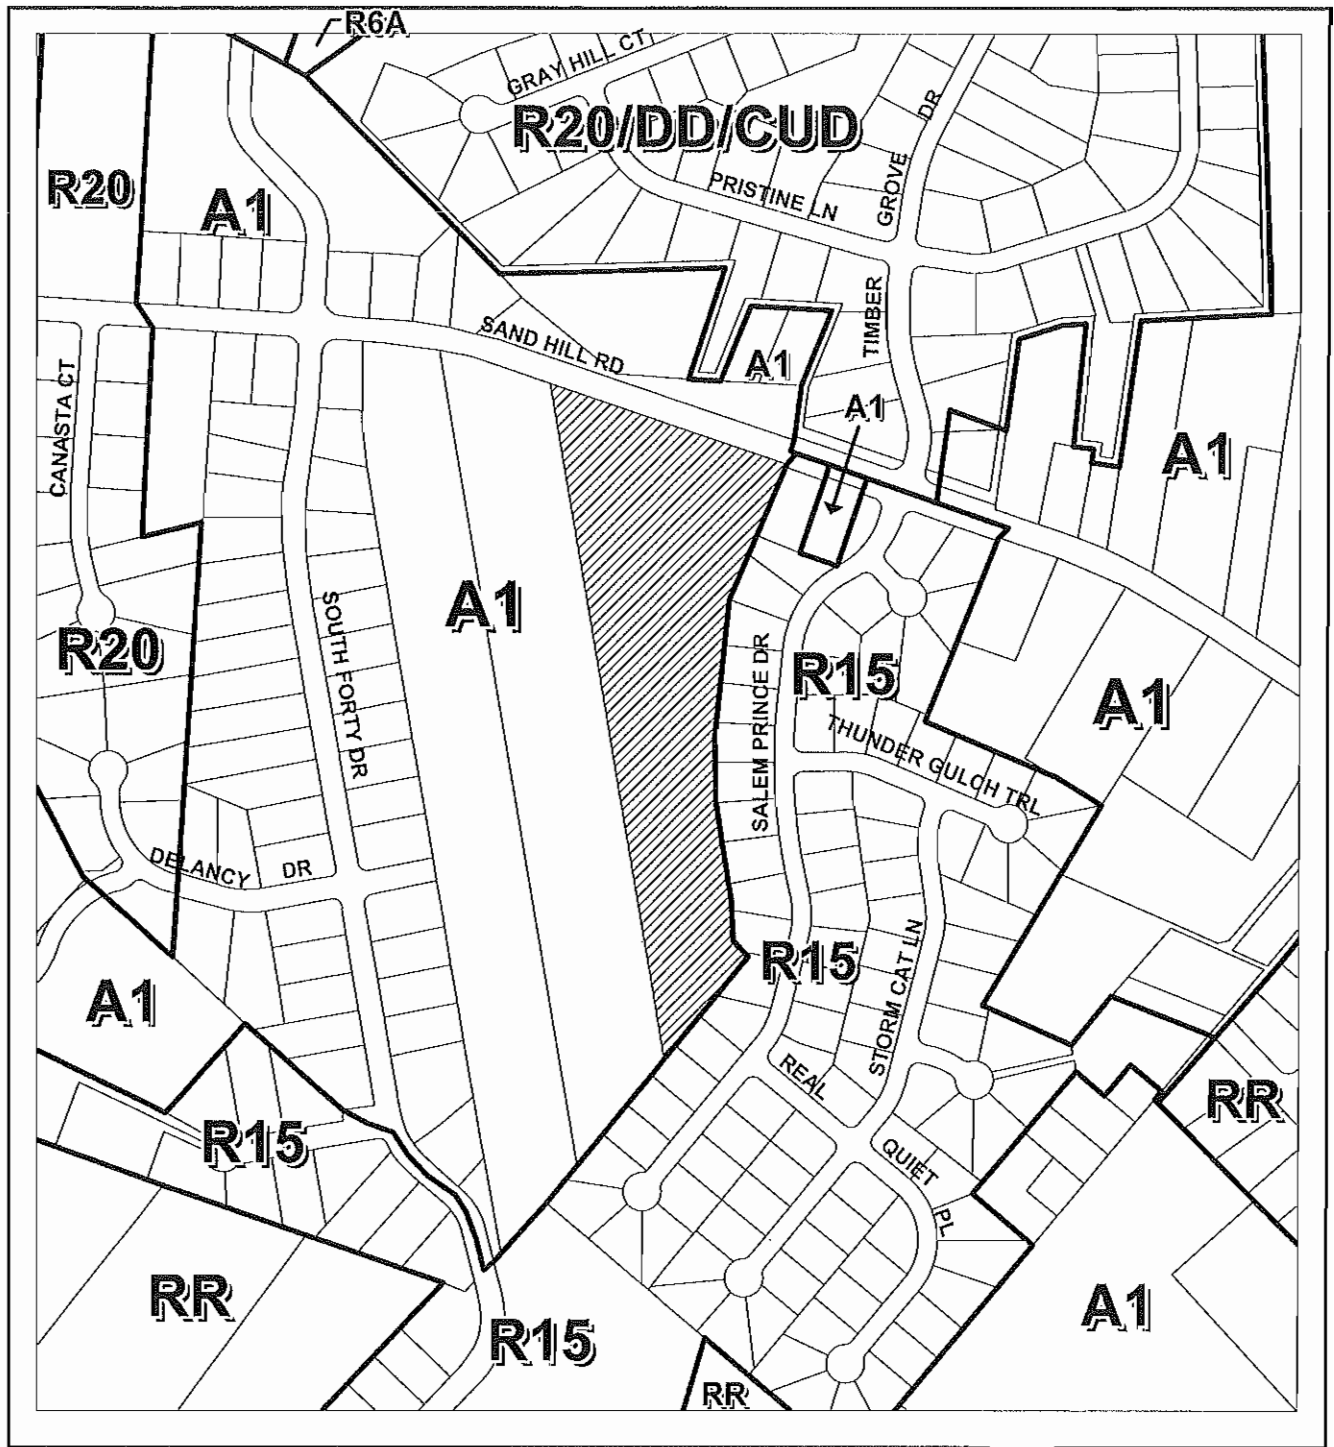 R6A
GRAY HILL CT
R20/DD/CUD
DR
R20
A1
PRISTINE LN
GROVE
TIMBER
SAND HILL RD
A1
A1
CANASTA CT
A1
A1
SOUTH FORTY DR
R20
SALEM PRINCE DR
R15
A1
THUNDER GULCH TRL
DELANCY DR
R15
STORM CAT LN
A1
REAL
QUIET
PL
R15
RR
RR
A1
R15
RR